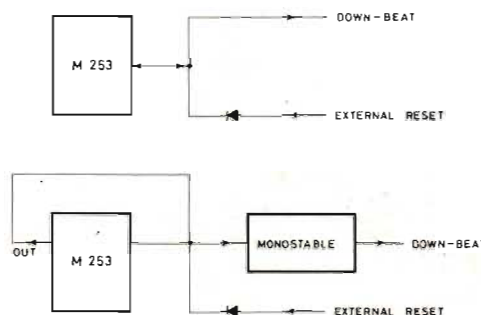 DOWN-BEAT
M 253
EXTERNAL RESET
OUT
M 253
MONOSTABLE
DOWN-BEAT
EXTERNAL RESET